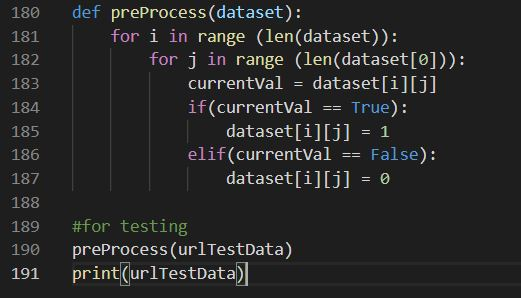 180 def preProcess(dataset):
181     for i in range (len(dataset)):
182         for j in range (len(dataset[0])):
183             currentVal = dataset[i][j]
184             if(currentVal == True):
185                 dataset[i][j] = 1
186             elif(currentVal == False):
187                 dataset[i][j] = 0
188
189 #for testing
190 preProcess(urlTestData)
191 print(urlTestData)